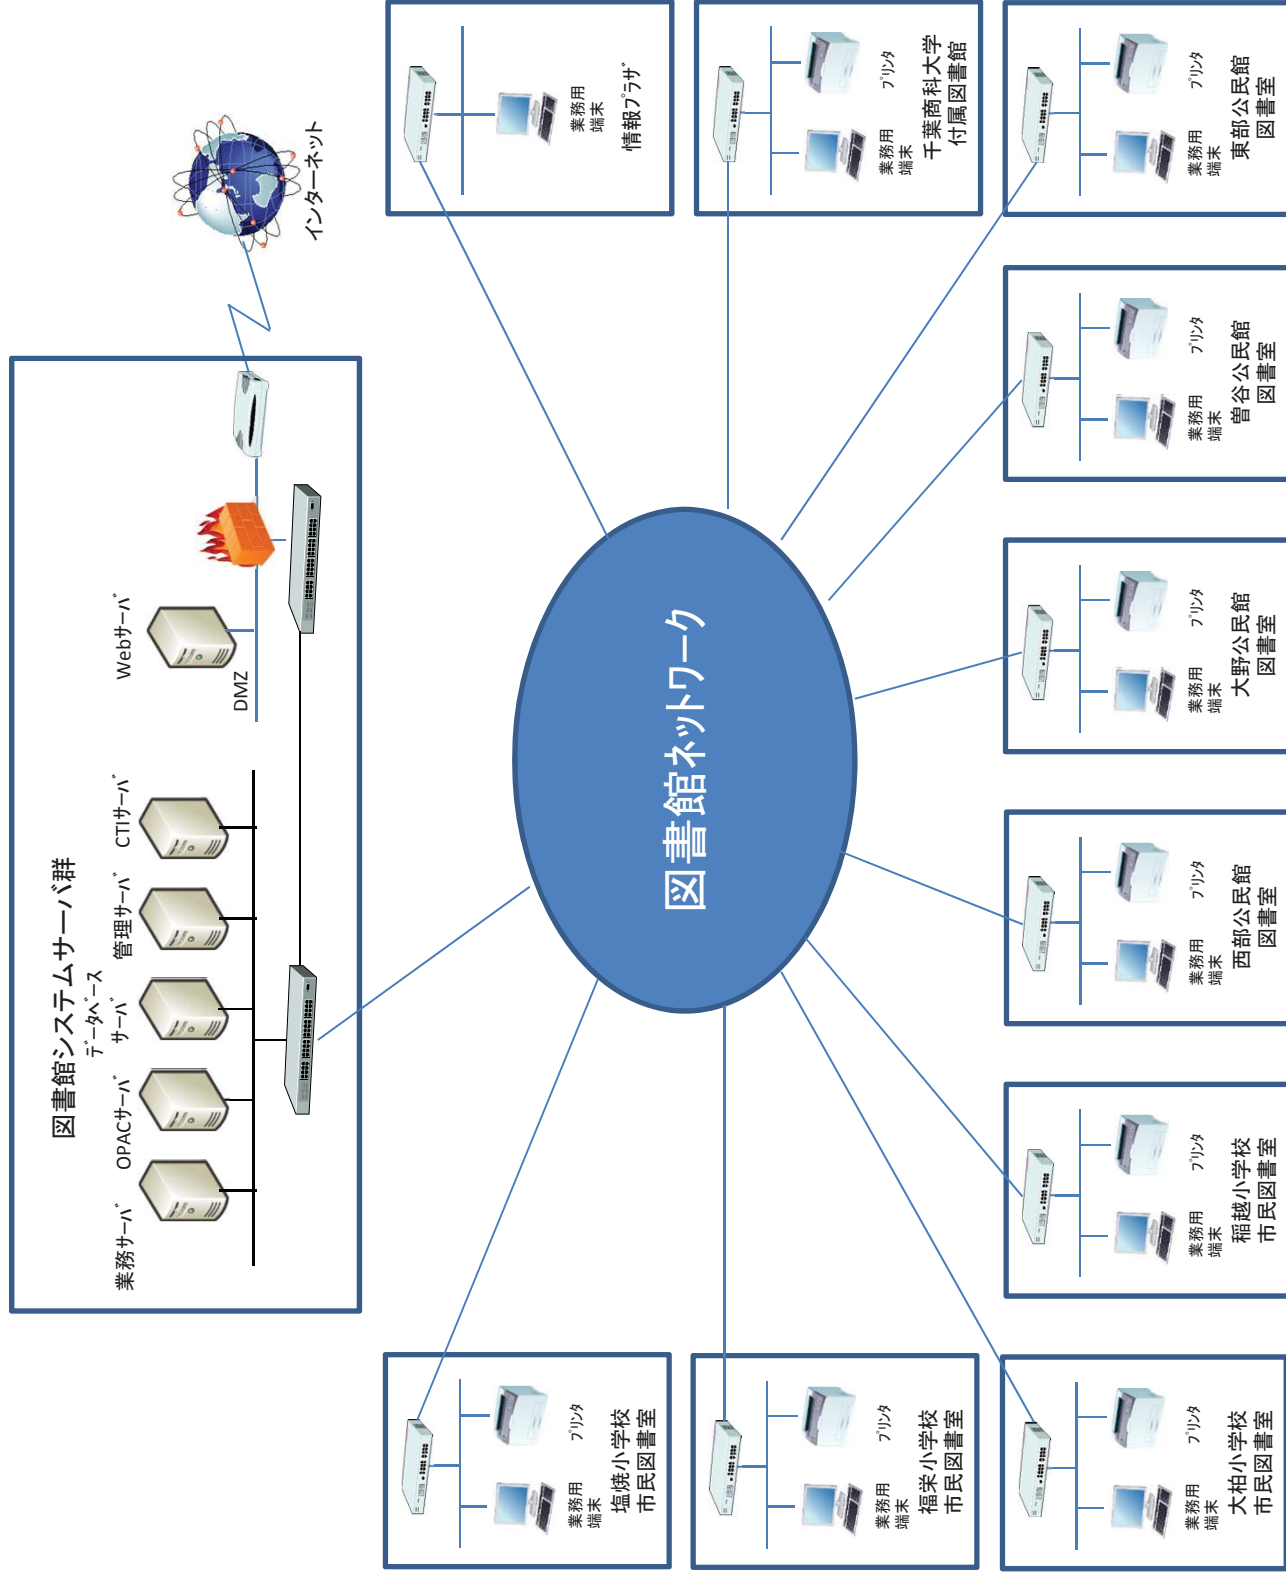 図書館システムサーバ群
業務サーバ
OPACサーバ
データベース
サーバ
管理サーバ
CTIサーバ
Webサーバ
DMZ
インターネット
業務用
端末
プリンタ
塩焼小学校
市民図書室
業務用
端末
情報プラザ
図書館ネットワーク
業務用
端末
プリンタ
福栄小学校
市民図書室
業務用
端末
プリンタ
千葉商科大学
付属図書館
業務用
端末
プリンタ
大柏小学校
市民図書室
業務用
端末
プリンタ
稲越小学校
市民図書室
業務用
端末
プリンタ
西部公民館
図書室
業務用
端末
プリンタ
大野公民館
図書室
業務用
端末
プリンタ
曽谷公民館
図書室
業務用
端末
プリンタ
東部公民館
図書室